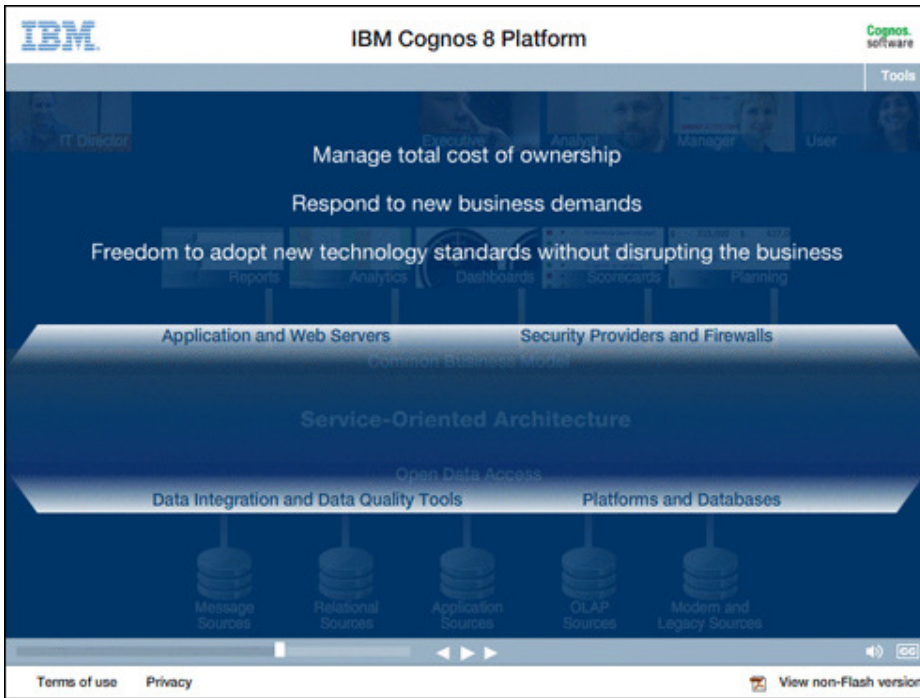 IBM
IBM Cognos 8 Platform
Cognos.
software
Tools
IT Director
Executive
Analyst
Manager
User
Manage total cost of ownership
Respond to new business demands
Freedom to adopt new technology standards without disrupting the business
Reports
Analytics
Dashboards
Scorecards
Planning
Application and Web Servers
Security Providers and Firewalls
Common Business Model
Service-Oriented Architecture
Open Data Access
Data Integration and Data Quality Tools
Platforms and Databases
Message
Sources
Relational
Sources
Application
Sources
OLAP
Sources
Modern and
Legacy Sources
CC
Terms of use
Privacy
View non-Flash version